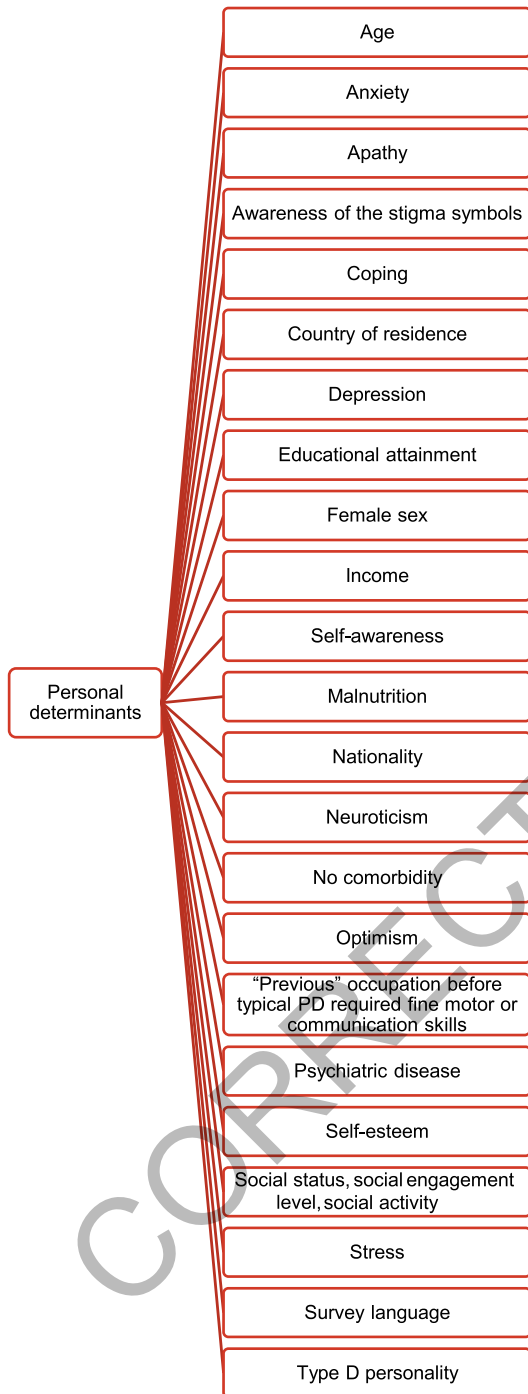 Age
Anxiety
Apathy
Awareness of the stigma symbols
Coping
Country of residence
Depression
Educational attainment
Female sex
Income
Self-awareness
Personal
determinants
Malnutrition
Nationality
Neuroticism
No comorbidity
Optimism
“Previous” occupation before
typical PD required fine motor or
communication skills
Psychiatric disease
Self-esteem
Social status, social engagement
level, social activity
Stress
Survey language
Type D personality
CORRECT